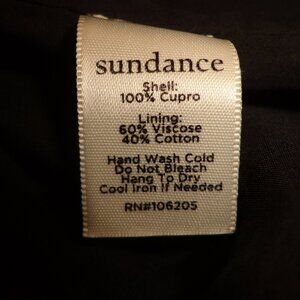 sundance
Shell:
100% Cupro
Lining:
60% Viscose
40% Cotton
Hand Wash Cold
Do Not Bleach
Hang To Dry
Cool Iron If Needed
RN#106205